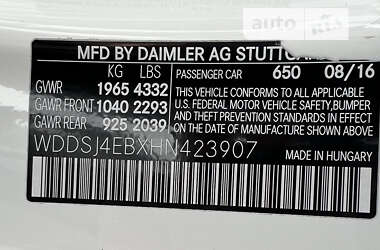 auto
MFD BY DAIMLER AG STUTTGART
KG LBS
PASSENGER CAR 650 08/16
GVWR 1965 4332
GAWR FRONT 1040 2293
GAWR REAR 925 2039
THIS VEHICLE CONFORMS TO ALL APPLICABLE
U.S. FEDERAL MOTOR VEHICLE SAFETY, BUMPER
AND THEFT PREVENTION STANDARDS IN EFFECT
ON THE DATE OF MANUFACTURE SHOWN ABOVE.
WDDSJ4EBXHN423907
MADE IN HUNGARY